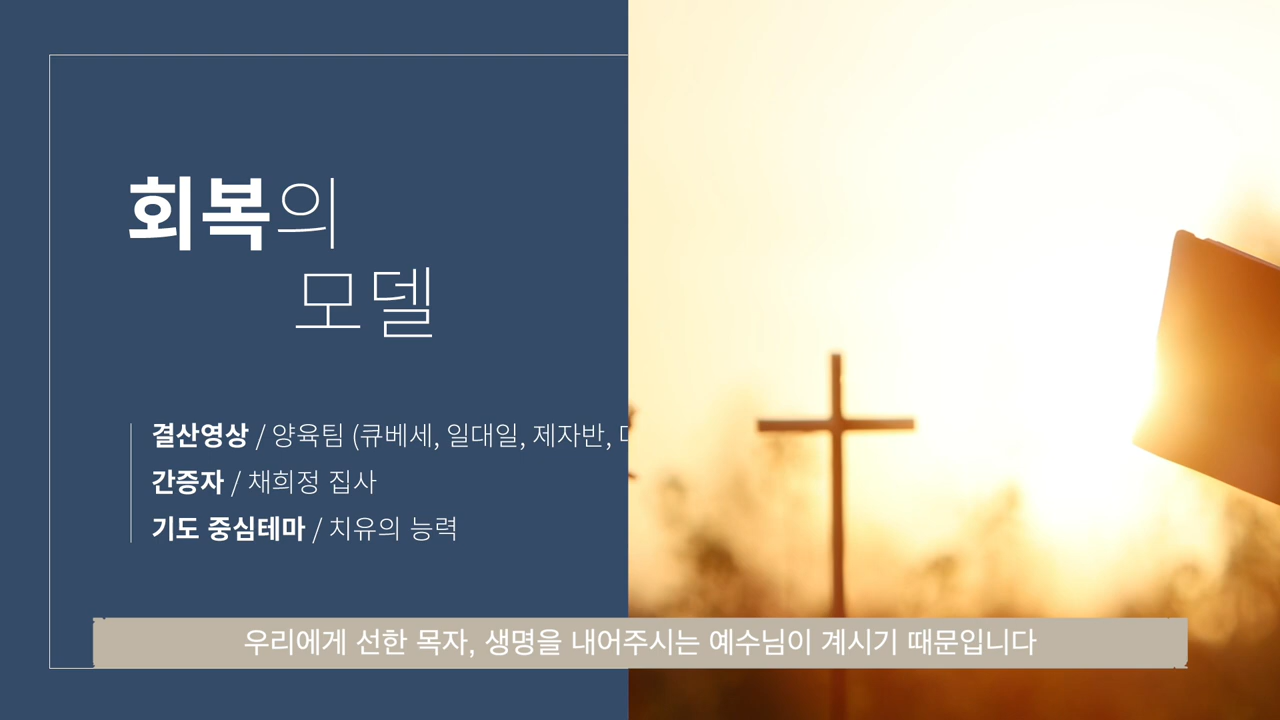 회복의
모델
결산영상 / 양육팀 (큐베세, 일대일, 제자반,
간증자 / 채희정 집사
기도 중심테마 / 치유의 능력
우리에게 선한 목자, 생명을 내어주시는 예수님이 계시기 때문입니다